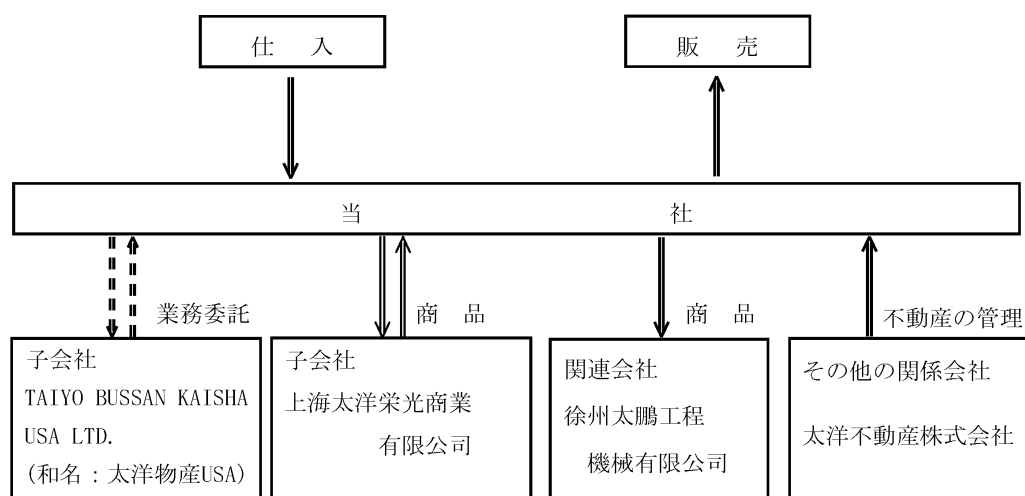 仕　入
販　売
当　社
業務委託
商　品
商　品
不動産の管理
子会社
TAIYO BUSSAN KAISHA
USA LTD.
(和名：太洋物産USA)
子会社
上海太洋栄光商業
有限公司
関連会社
徐州太鵬工程
機械有限公司
その他の関係会社
太洋不動産株式会社